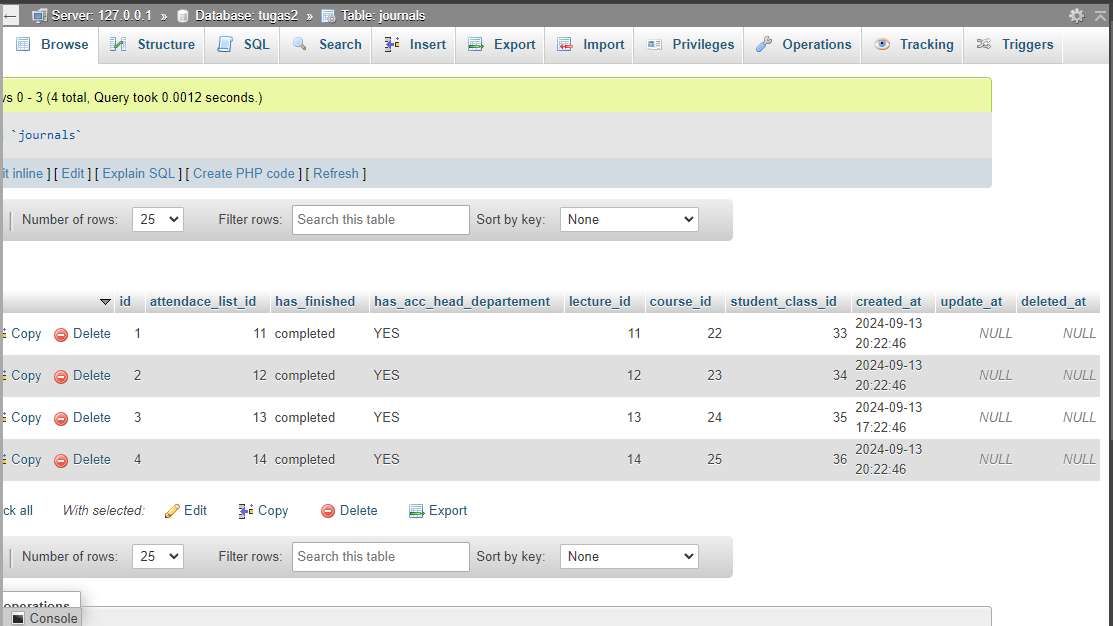 Server: 127.0.0.1 » Database: tugas2 » Table: journals
Browse Structure SQL Search Insert Export Import Privileges Operations Tracking Triggers
0 - 3 (4 total, Query took 0.0012 seconds.)
`journals`
inline ] [ Edit ] [ Explain SQL ] [ Create PHP code ] [ Refresh ]
Number of rows: 25 Filter rows: Search this table Sort by key: None
id attendace_list_id has_finished has_acc_head_departement lecture_id course_id student_class_id created_at update_at deleted_at
Copy Delete 1 11 completed YES 11 22 33 2024-09-13 NULL NULL
20:22:46
Copy Delete 2 12 completed YES 12 23 34 2024-09-13 NULL NULL
20:22:46
Copy Delete 3 13 completed YES 13 24 35 2024-09-13 NULL NULL
17:22:46
Copy Delete 4 14 completed YES 14 25 36 2024-09-13 NULL NULL
20:22:46
ck all With selected: Edit Copy Delete Export
Number of rows: 25 Filter rows: Search this table Sort by key: None
operations
Console